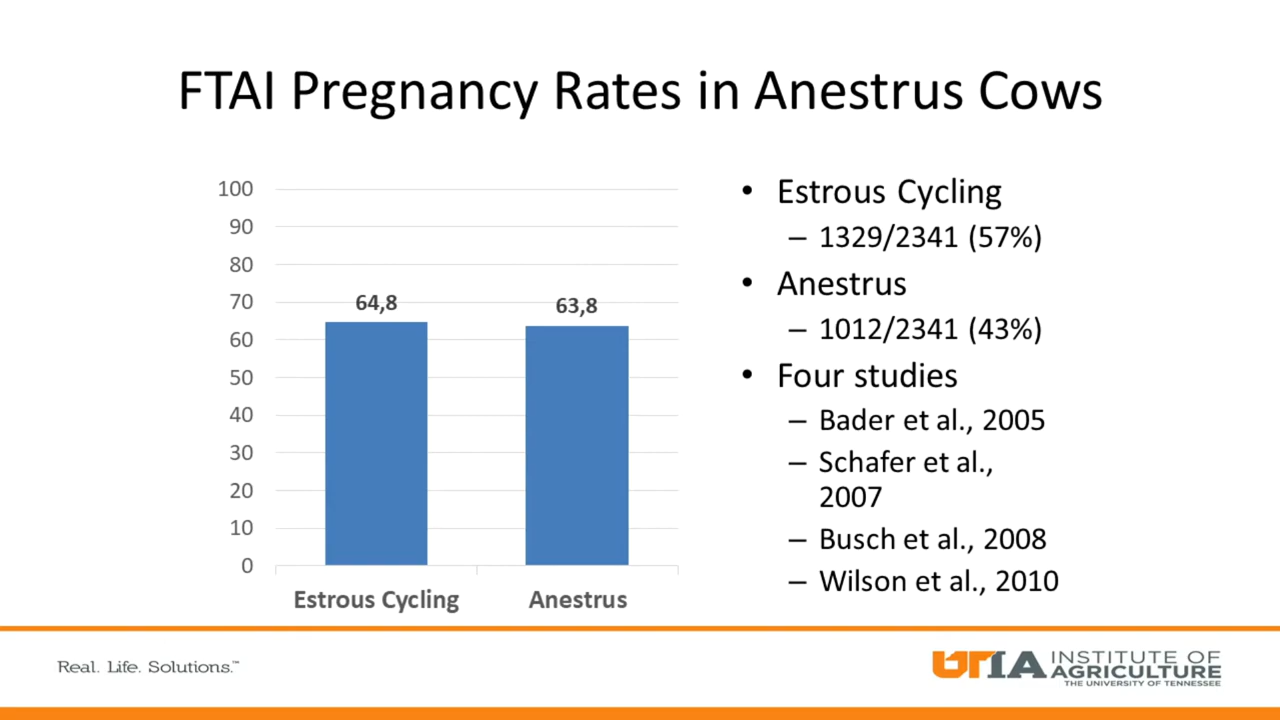 FTAI Pregnancy Rates in Anestrus Cows
100
90
80
70
60
50
40
30
20
10
0
64,8
63,8
Estrous Cycling
Anestrus
• Estrous Cycling
– 1329/2341 (57%)
• Anestrus
– 1012/2341 (43%)
• Four studies
– Bader et al., 2005
– Schafer et al.,
2007
– Busch et al., 2008
– Wilson et al., 2010
Real. Life. Solutions.™
UTIA INSTITUTE OF
AGRICULTURE
THE UNIVERSITY OF TENNESSEE